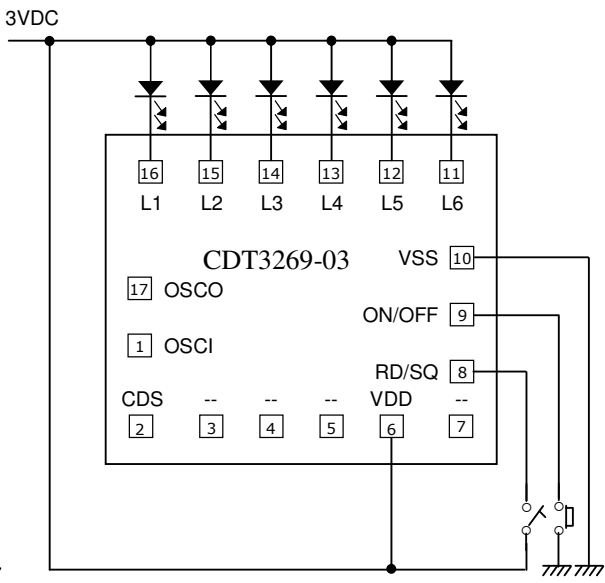 3VDC
16 15 14 13 12 11
L1 L2 L3 L4 L5 L6
CDT3269-03
VSS 10
17 OSCO
ON/OFF 9
1 OSCI
RD/SQ 8
CDS -- -- -- VDD --
2 3 4 5 6 7